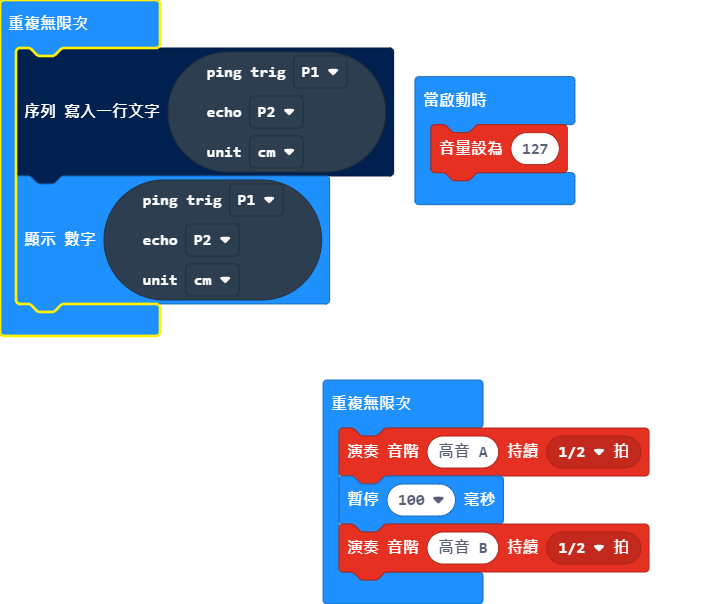 重複無限次
序列 寫入一行文字 ping trig P1
echo P2
unit cm
顯示 數字 ping trig P1
echo P2
unit cm
當啟動時
音量設為 127
重複無限次
演奏 音階 高音 A 持續 1/2 拍
暫停 100 毫秒
演奏 音階 高音 B 持續 1/2 拍